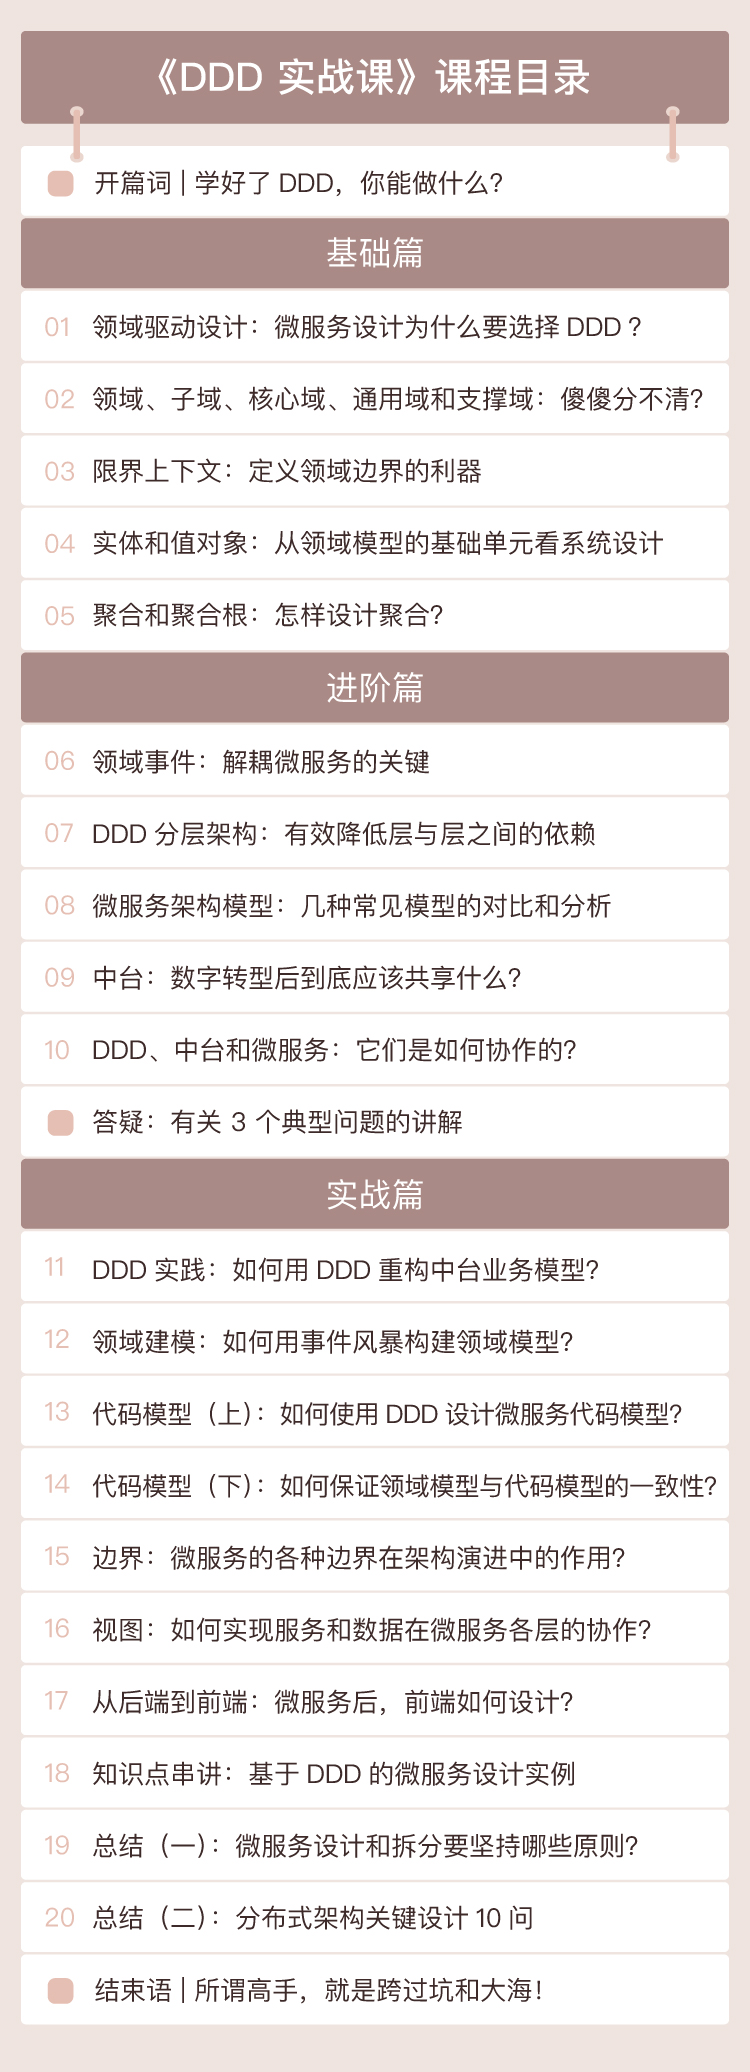 《DDD 实战课》课程目录
开篇词 | 学好了 DDD，你能做什么？
基础篇
01 领域驱动设计：微服务设计为什么要选择 DDD？
02 领域、子域、核心域、通用域和支撑域：傻傻分不清？
03 限界上下文：定义领域边界的利器
04 实体和值对象：从领域模型的基础单元看系统设计
05 聚合和聚合根：怎样设计聚合？
进阶篇
06 领域事件：解耦微服务的关键
07 DDD 分层架构：有效降低层与层之间的依赖
08 微服务架构模型：几种常见模型的对比和分析
09 中台：数字转型后到底应该共享什么？
10 DDD、中台和微服务：它们是如何协作的？
答疑：有关 3 个典型问题的讲解
实战篇
11 DDD 实践：如何用 DDD 重构中台业务模型？
12 领域建模：如何用事件风暴构建领域模型？
13 代码模型（上）：如何使用 DDD 设计微服务代码模型？
14 代码模型（下）：如何保证领域模型与代码模型的一致性？
15 边界：微服务的各种边界在架构演进中的作用？
16 视图：如何实现服务和数据在微服务各层的协作？
17 从后端到前端：微服务后，前端如何设计？
18 知识点串讲：基于 DDD 的微服务设计实例
19 总结（一）：微服务设计和拆分要坚持哪些原则？
20 总结（二）：分布式架构关键设计 10 问
结束语 | 所谓高手，就是跨过坑和大海！